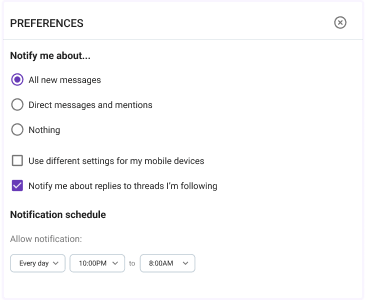 PREFERENCES
Notify me about...
All new messages
Direct messages and mentions
Nothing
Use different settings for my mobile devices
Notify me about replies to threads I'm following
Notification schedule
Allow notification:
Every day 10:00PM to 8:00AM